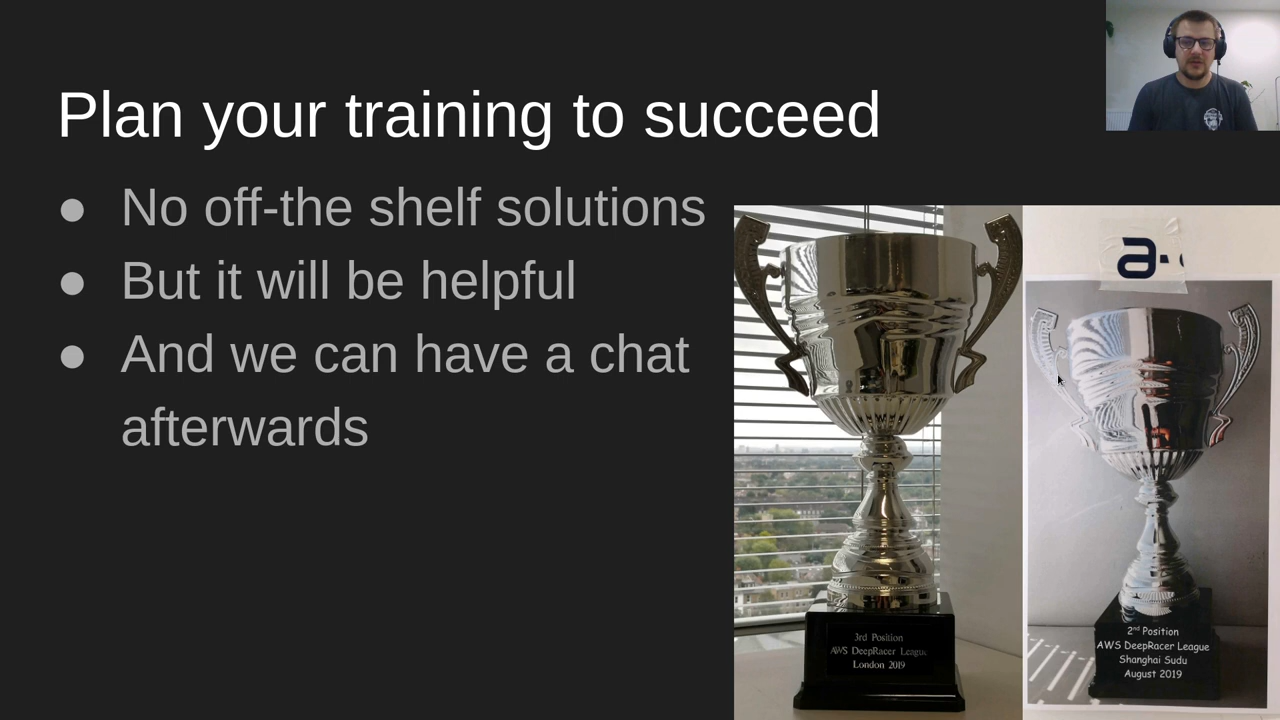 Plan your training to succeed
● No off-the shelf solutions
● But it will be helpful
● And we can have a chat
afterwards
a.
3rd Position
AWS DeepRacer League
London 2019
2nd Position
AWS DeepRacer League
Shanghai Sudu
August 2019